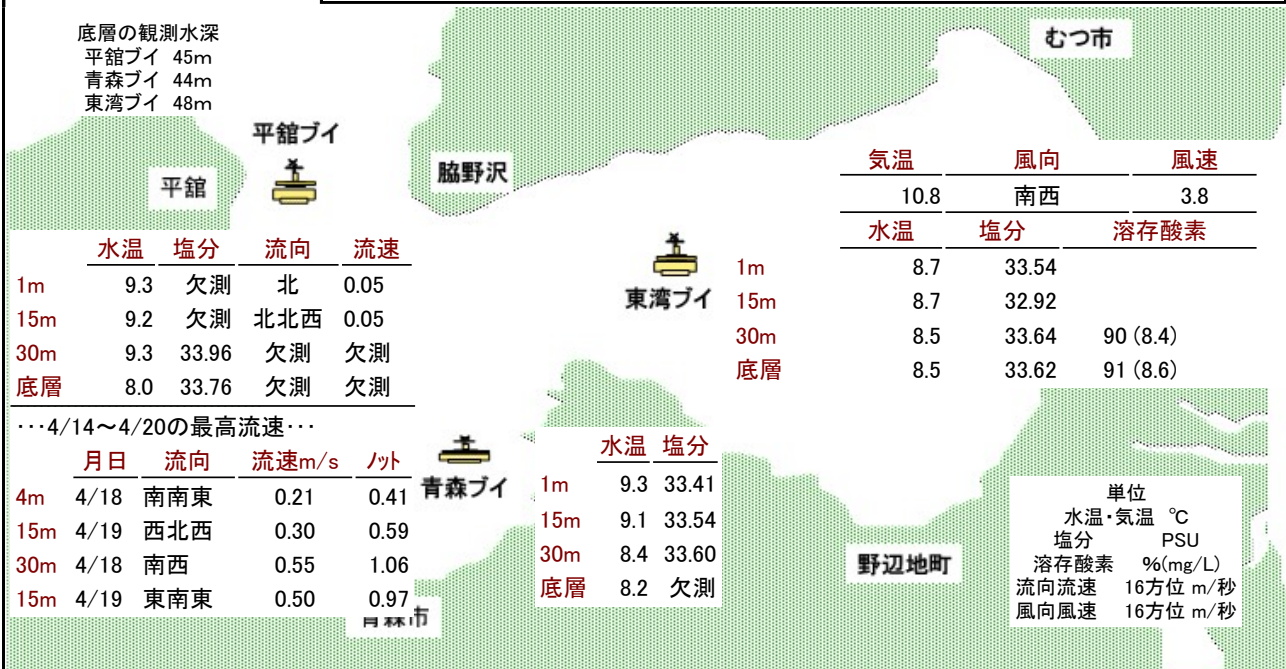 底層の観測水深
平舘ブイ 45m
青森ブイ 44m
東湾ブイ 48m
むつ市
平舘ブイ
脇野沢
平舘
気温 風向 風速
10.8 南西 3.8
水温 塩分 溶存酸素
1m 8.7 33.54
15m 8.7 32.92
30m 8.5 33.64 90 (8.4)
底層 8.5 33.62 91 (8.6)
東湾ブイ
水温 塩分 流向 流速
1m 9.3 欠測 北 0.05
15m 9.2 欠測 北北西 0.05
30m 9.3 33.96 欠測 欠測
底層 8.0 33.76 欠測 欠測
･･･4/14～4/20の最高流速･･･
月日 流向 流速m/s ノット
4m 4/18 南南東 0.21 0.41
15m 4/19 西北西 0.30 0.59
30m 4/18 南西 0.55 1.06
15m 4/19 東南東 0.50 0.97
青森ブイ
水温 塩分
1m 9.3 33.41
15m 9.1 33.54
30m 8.4 33.60
底層 8.2 欠測
青森市
野辺地町
単位
水温・気温 ℃
塩分 PSU
溶存酸素 %(mg/L)
流向流速 16方位 m/秒
風向風速 16方位 m/秒